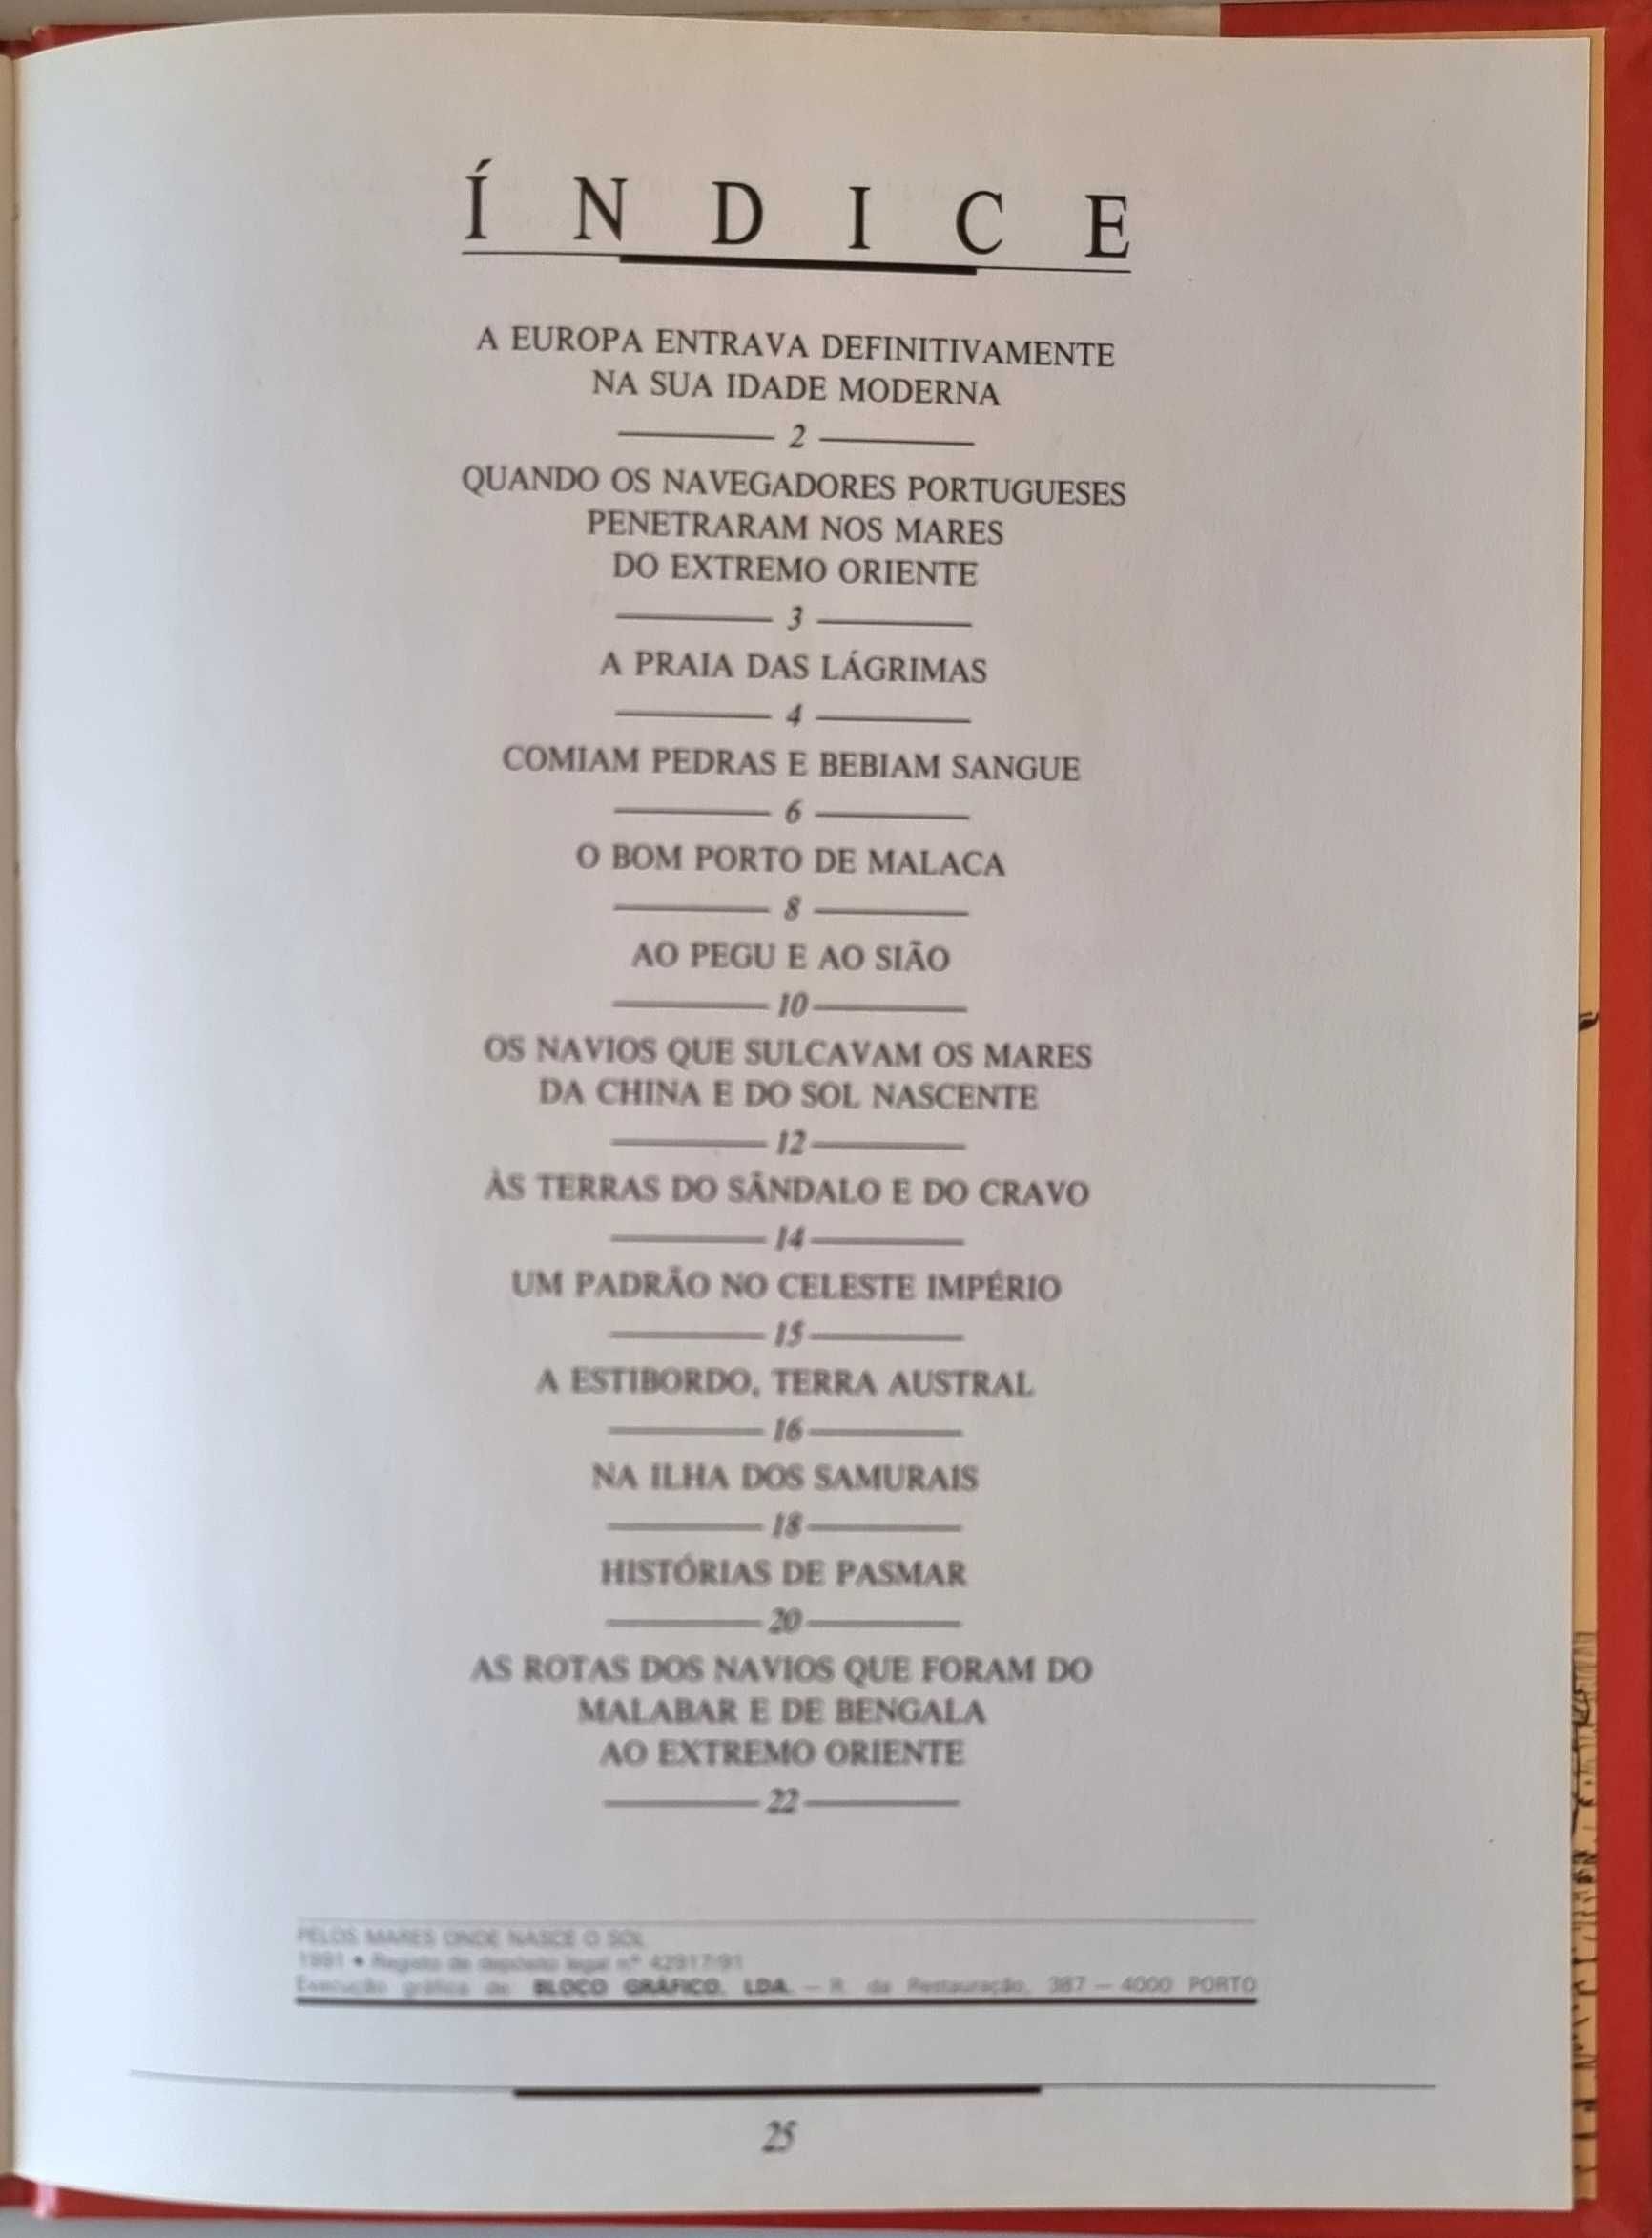 ÍNDICE
A EUROPA ENTRAVA DEFINITIVAMENTE
NA SUA IDADE MODERNA
2
QUANDO OS NAVEGADORES PORTUGUESES
PENETRARAM NOS MARES
DO EXTREMO ORIENTE
3
A PRAIA DAS LÁGRIMAS
4
COMIAM PEDRAS E BEBIAM SANGUE
6
O BOM PORTO DE MALACA
8
AO PEGU E AO SIÃO
10
OS NAVIOS QUE SULCAVAM OS MARES
DA CHINA E DO SOL NASCENTE
12
ÀS TERRAS DO SÂNDALO E DO CRAVO
14
UM PADRÃO NO CELESTE IMPÉRIO
15
A ESTIBORDO, TERRA AUSTRAL
16
NA ILHA DOS SAMURAIS
18
HISTÓRIAS DE PASMAR
20
AS ROTAS DOS NAVIOS QUE FORAM DO
MALABAR E DE BENGALA
AO EXTREMO ORIENTE
22
PELOS MARES ONDE NASCE O SOL
1991 • Registo de depósito legal n.º 42917/91
Execução gráfica de BLOCO GRÁFICO, LDA. — R. da Restauração, 387 — 4000 PORTO
25